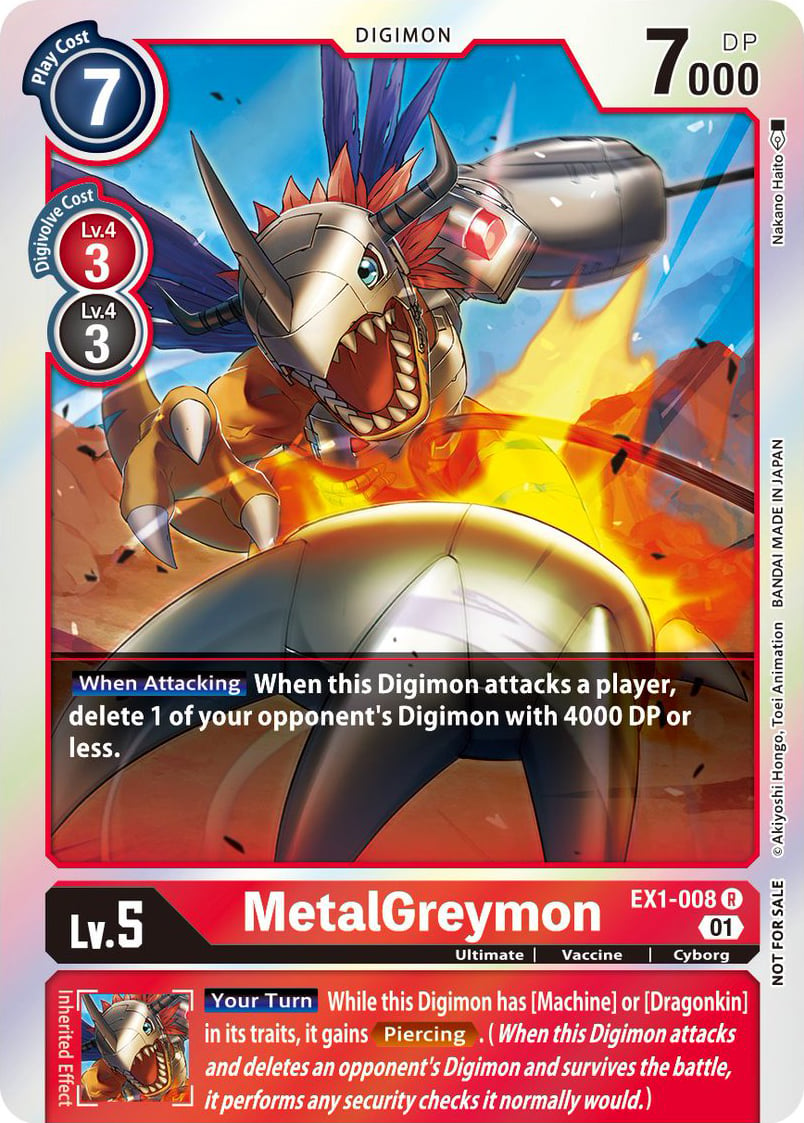 DIGIMON
Play Cost
7
DP
7000
Digivolve Cost
Lv.4
3
Lv.4
3
Nakano Haito
When Attacking When this Digimon attacks a player,
delete 1 of your opponent's Digimon with 4000 DP or
less.
© Akiyoshi Hongo, Toei Animation BANDAI MADE IN JAPAN
NOT FOR SALE
Lv.5
MetalGreymon
EX1-008 R
01
Ultimate | Vaccine | Cyborg
Inherited Effect
Your Turn While this Digimon has [Machine] or [Dragonkin]
in its traits, it gains Piercing . ( When this Digimon attacks
and deletes an opponent's Digimon and survives the battle,
it performs any security checks it normally would.)